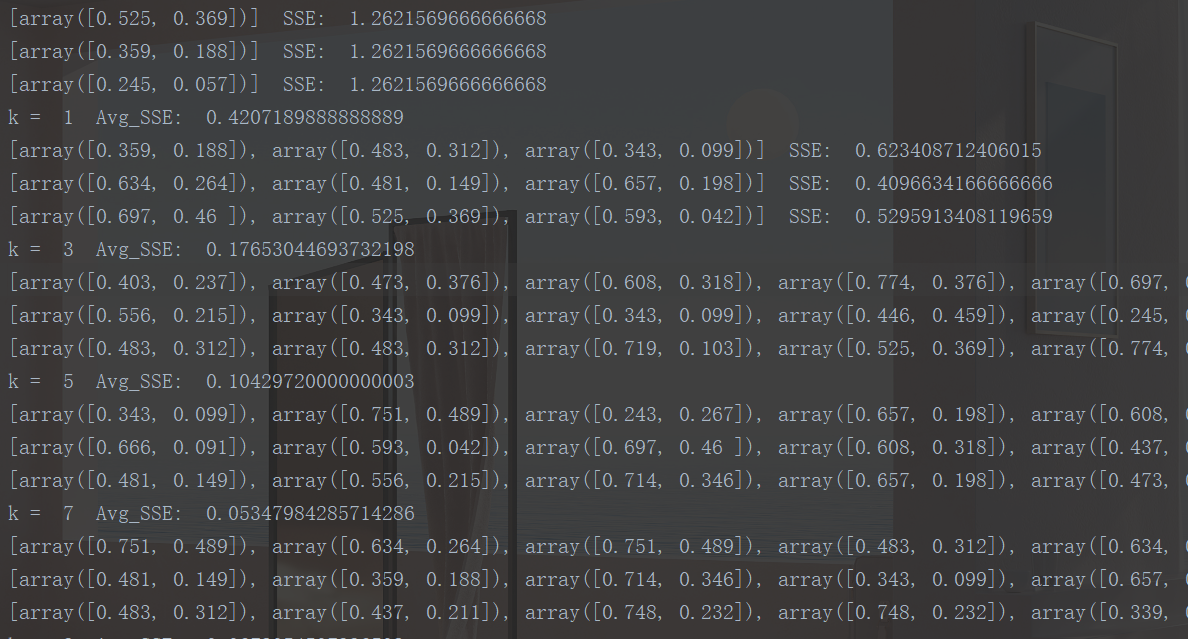 [array([0.525, 0.369])]  SSE:  1.2621569666666668
[array([0.359, 0.188])]  SSE:  1.2621569666666668
[array([0.245, 0.057])]  SSE:  1.2621569666666668
k =  1  Avg_SSE:  0.4207189888888889
[array([0.359, 0.188]), array([0.483, 0.312]), array([0.343, 0.099])]  SSE:  0.623408712406015
[array([0.634, 0.264]), array([0.481, 0.149]), array([0.657, 0.198])]  SSE:  0.4096634166666666
[array([0.697, 0.46 ]), array([0.525, 0.369]), array([0.593, 0.042])]  SSE:  0.5295913408119659
k =  3  Avg_SSE:  0.17653044693732198
[array([0.403, 0.237]), array([0.473, 0.376]), array([0.608, 0.318]), array([0.774, 0.376]), array([0.697,
[array([0.556, 0.215]), array([0.343, 0.099]), array([0.343, 0.099]), array([0.446, 0.459]), array([0.245,
[array([0.483, 0.312]), array([0.483, 0.312]), array([0.719, 0.103]), array([0.525, 0.369]), array([0.774,
k =  5  Avg_SSE:  0.10429720000000003
[array([0.343, 0.099]), array([0.751, 0.489]), array([0.243, 0.267]), array([0.657, 0.198]), array([0.608,
[array([0.666, 0.091]), array([0.593, 0.042]), array([0.697, 0.46 ]), array([0.608, 0.318]), array([0.437,
[array([0.481, 0.149]), array([0.556, 0.215]), array([0.714, 0.346]), array([0.657, 0.198]), array([0.473,
k =  7  Avg_SSE:  0.05347984285714286
[array([0.751, 0.489]), array([0.634, 0.264]), array([0.751, 0.489]), array([0.483, 0.312]), array([0.634,
[array([0.481, 0.149]), array([0.359, 0.188]), array([0.714, 0.346]), array([0.343, 0.099]), array([0.657,
[array([0.483, 0.312]), array([0.437, 0.211]), array([0.748, 0.232]), array([0.748, 0.232]), array([0.339,